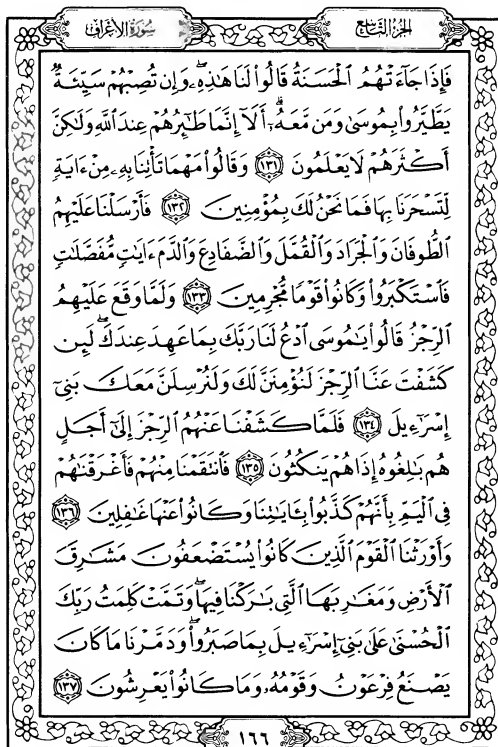 الجزء التاسع
سورة الأعراف
فَإِذَا جَآءَتْهُمُ ٱلْحَسَنَةُ قَالُوا۟ لَنَا هَـٰذِهِۦ ۖ وَإِن تُصِبْهُمْ سَيِّئَةٌ
يَطَّيَّرُوا۟ بِمُوسَىٰ وَمَن مَّعَهُۥٓ ۗ أَلَآ إِنَّمَا طَـٰٓئِرُهُمْ عِندَ ٱللَّهِ وَلَـٰكِنَّ
أَكْثَرَهُمْ لَا يَعْلَمُونَ ١٣١ وَقَالُوا۟ مَهْمَا تَأْتِنَا بِهِۦ مِنْ ءَايَةٍ
لِّتَسْحَرَنَا بِهَا فَمَا نَحْنُ لَكَ بِمُؤْمِنِينَ ١٣٢ فَأَرْسَلْنَا عَلَيْهِمُ
ٱلطُّوفَانَ وَٱلْجَرَادَ وَٱلْقُمَّلَ وَٱلضَّفَادِعَ وَٱلدَّمَ ءَايَـٰتٍ مُّفَصَّلَـٰتٍ
فَٱسْتَكْبَرُوا۟ وَكَانُوا۟ قَوْمًا مُّجْرِمِينَ ١٣٣ وَلَمَّا وَقَعَ عَلَيْهِمُ
ٱلرِّجْزُ قَالُوا۟ يَـٰمُوسَى ٱدْعُ لَنَا رَبَّكَ بِمَا عَهِدَ عِندَكَ ۖ لَئِن
كَشَفْتَ عَنَّا ٱلرِّجْزَ لَنُؤْمِنَنَّ لَكَ وَلَنُرْسِلَنَّ مَعَكَ بَنِىٓ
إِسْرَٰٓءِيلَ ١٣٤ فَلَمَّا كَشَفْنَا عَنْهُمُ ٱلرِّجْزَ إِلَىٰٓ أَجَلٍ
هُم بَـٰلِغُوهُ إِذَا هُمْ يَنكُثُونَ ١٣٥ فَٱنتَقَمْنَا مِنْهُمْ فَأَغْرَقْنَـٰهُمْ
فِى ٱلْيَمِّ بِأَنَّهُمْ كَذَّبُوا۟ بِـَٔايَـٰتِنَا وَكَانُوا۟ عَنْهَا غَـٰفِلِينَ ١٣٦
وَأَوْرَثْنَا ٱلْقَوْمَ ٱلَّذِينَ كَانُوا۟ يُسْتَضْعَفُونَ مَشَـٰرِقَ
ٱلْأَرْضِ وَمَغَـٰرِبَهَا ٱلَّتِى بَـٰرَكْنَا فِيهَا ۖ وَتَمَّتْ كَلِمَتُ رَبِّكَ
ٱلْحُسْنَىٰ عَلَىٰ بَنِىٓ إِسْرَٰٓءِيلَ بِمَا صَبَرُوا۟ ۖ وَدَمَّرْنَا مَا كَانَ
يَصْنَعُ فِرْعَوْنُ وَقَوْمُهُۥ وَمَا كَانُوا۟ يَعْرِشُونَ ١٣٧
١٦٦